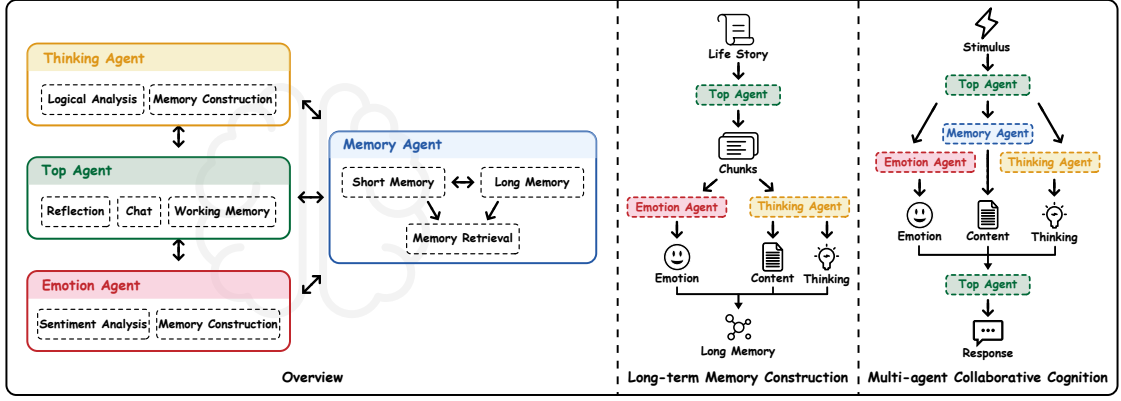 Thinking Agent
Logical Analysis
Memory Construction
Top Agent
Reflection
Chat
Working Memory
Emotion Agent
Sentiment Analysis
Memory Construction
Memory Agent
Short Memory
Long Memory
Memory Retrieval
Overview
Life Story
Top Agent
Chunks
Emotion Agent
Thinking Agent
Emotion
Content
Thinking
Long Memory
Long-term Memory Construction
Stimulus
Top Agent
Memory Agent
Emotion Agent
Thinking Agent
Emotion
Content
Thinking
Top Agent
Response
Multi-agent Collaborative Cognition